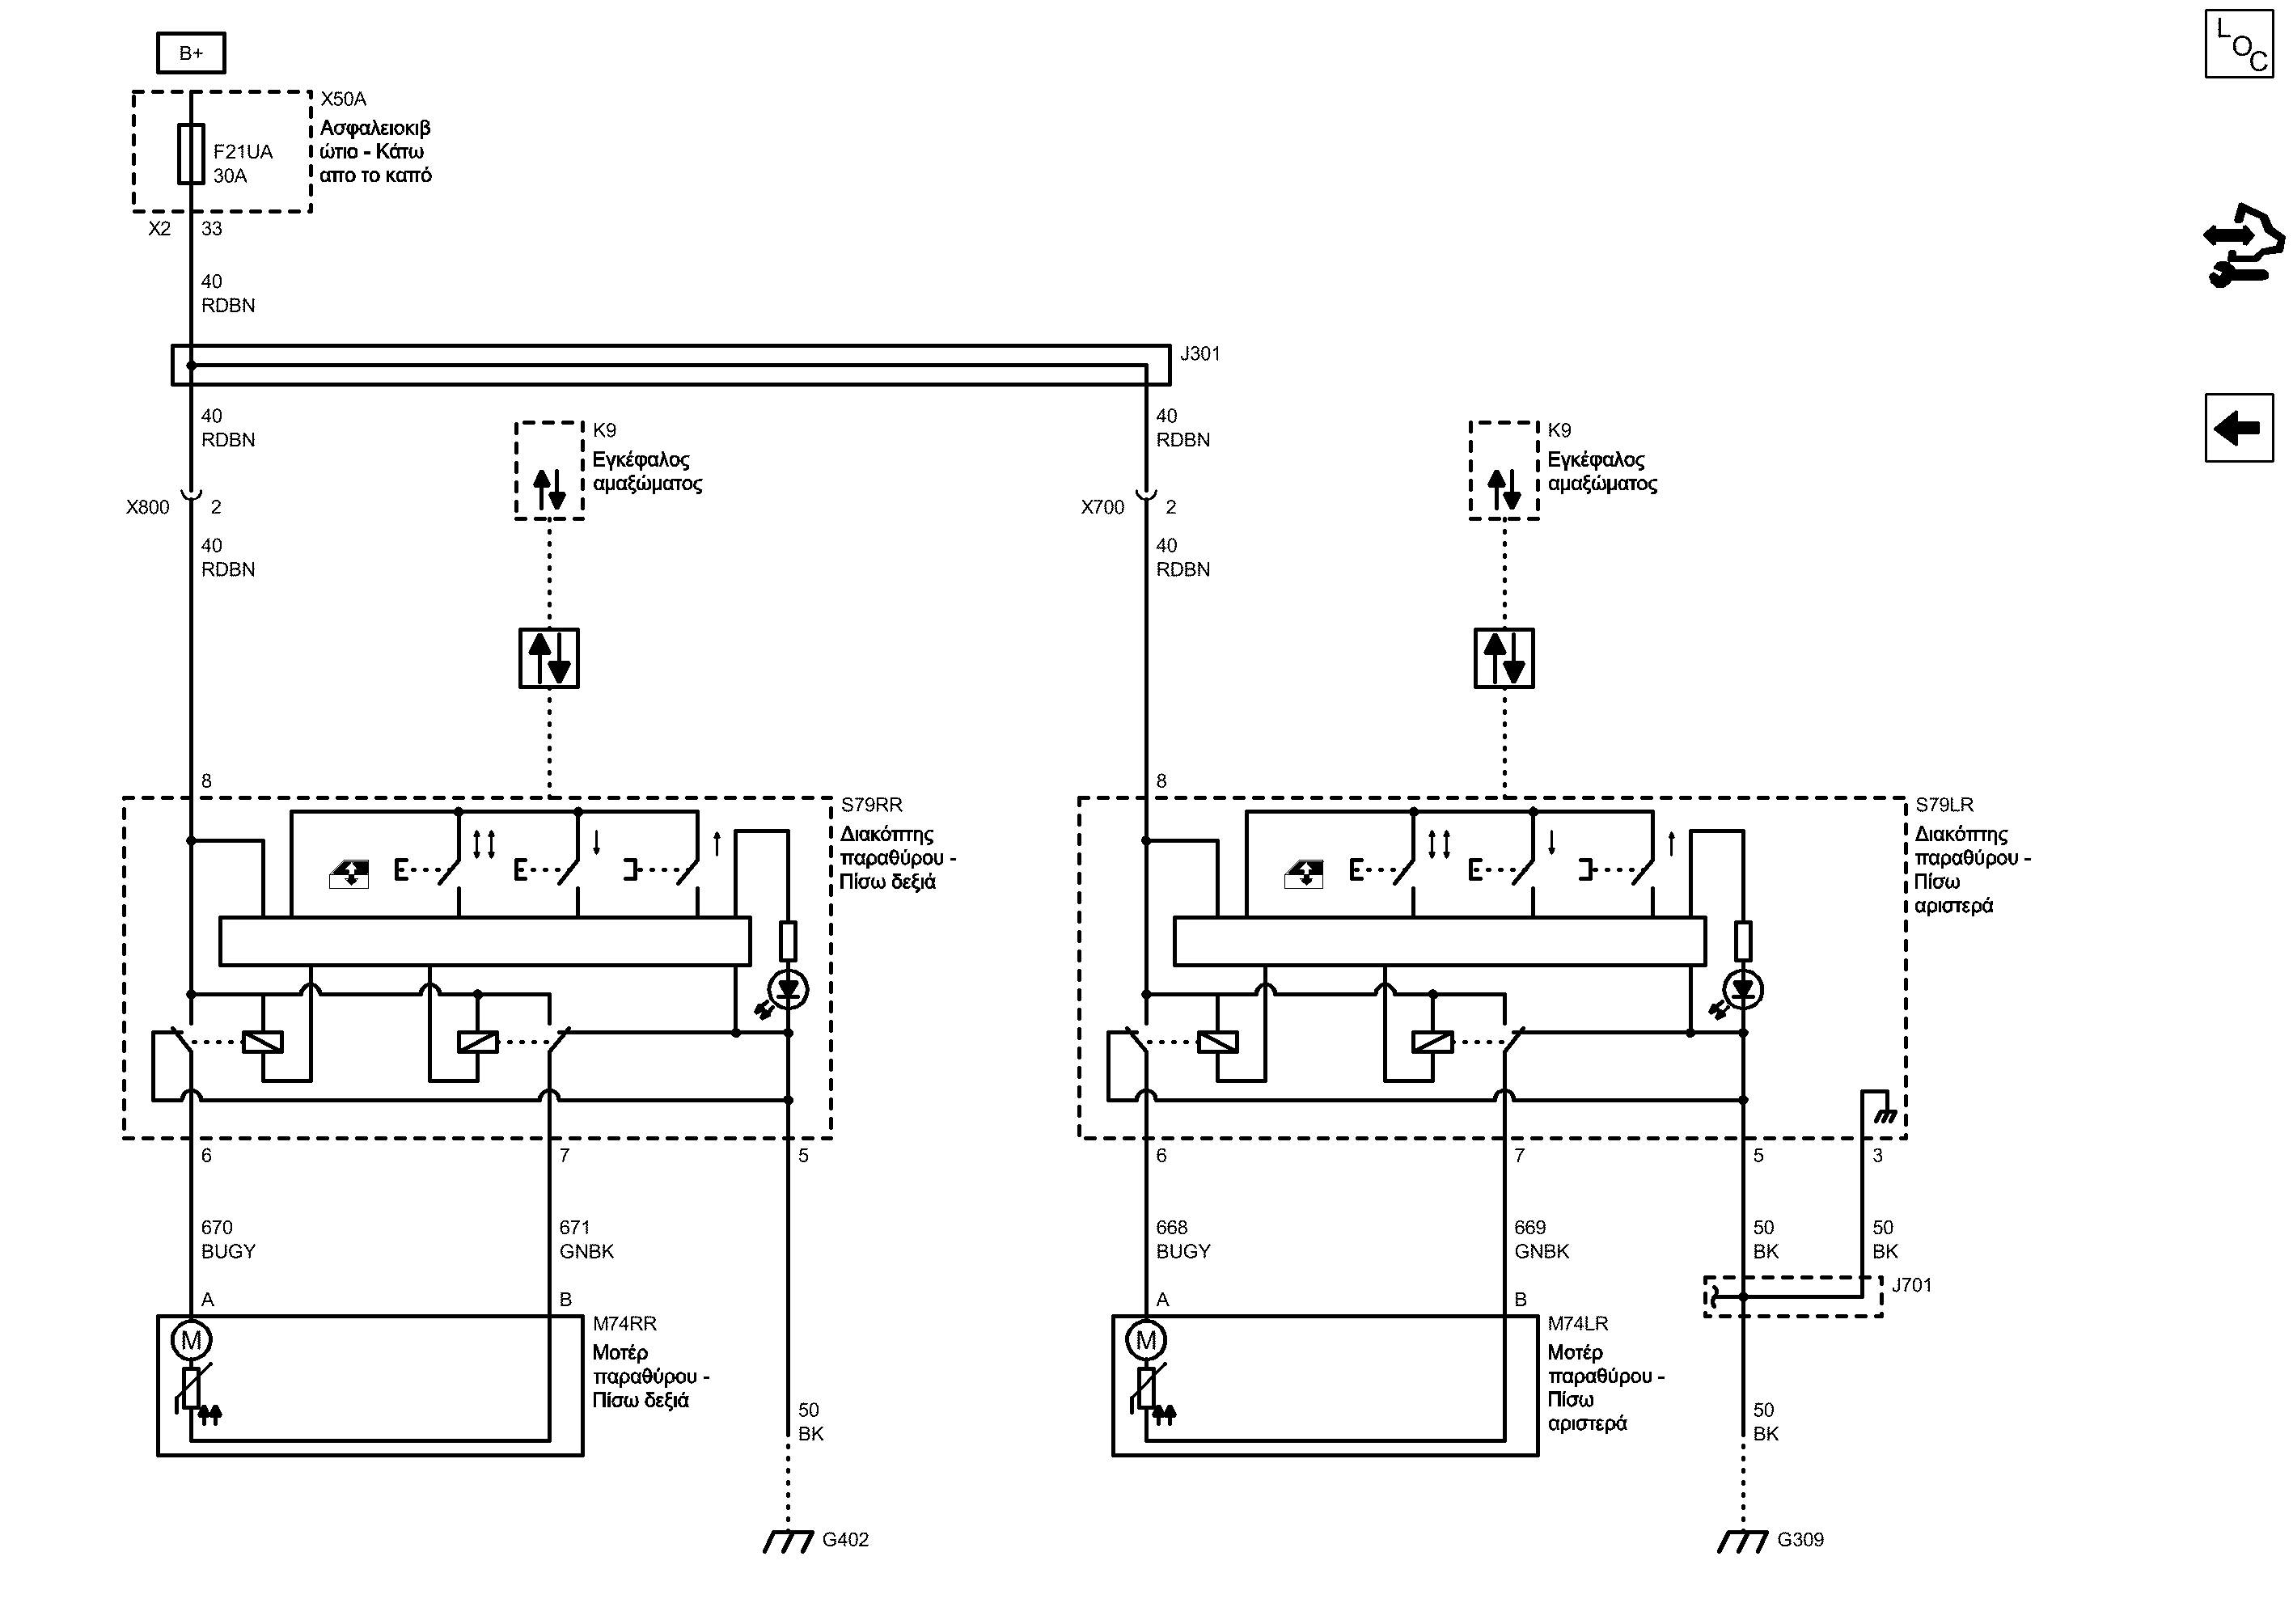 B+
X50A
Ασφαλειοκιβ
ώτιο - Κάτω
απο το καπό
F21UA
30A
X2
33
40
RDBN
J301
40
RDBN
K9
Εγκέφαλος
αμαξώματος
X800
2
40
RDBN
40
RDBN
K9
Εγκέφαλος
αμαξώματος
X700
2
40
RDBN
8
S79RR
Διακόπτης
παραθύρου -
Πίσω δεξιά
6
7
5
670
BUGY
671
GNBK
A
B
M74RR
Μοτέρ
παραθύρου -
Πίσω δεξιά
M
50
BK
G402
8
S79LR
Διακόπτης
παραθύρου -
Πίσω
αριστερά
6
7
5
3
668
BUGY
669
GNBK
50
BK
50
BK
J701
A
B
M74LR
Μοτέρ
παραθύρου -
Πίσω
αριστερά
M
50
BK
G309
LOC